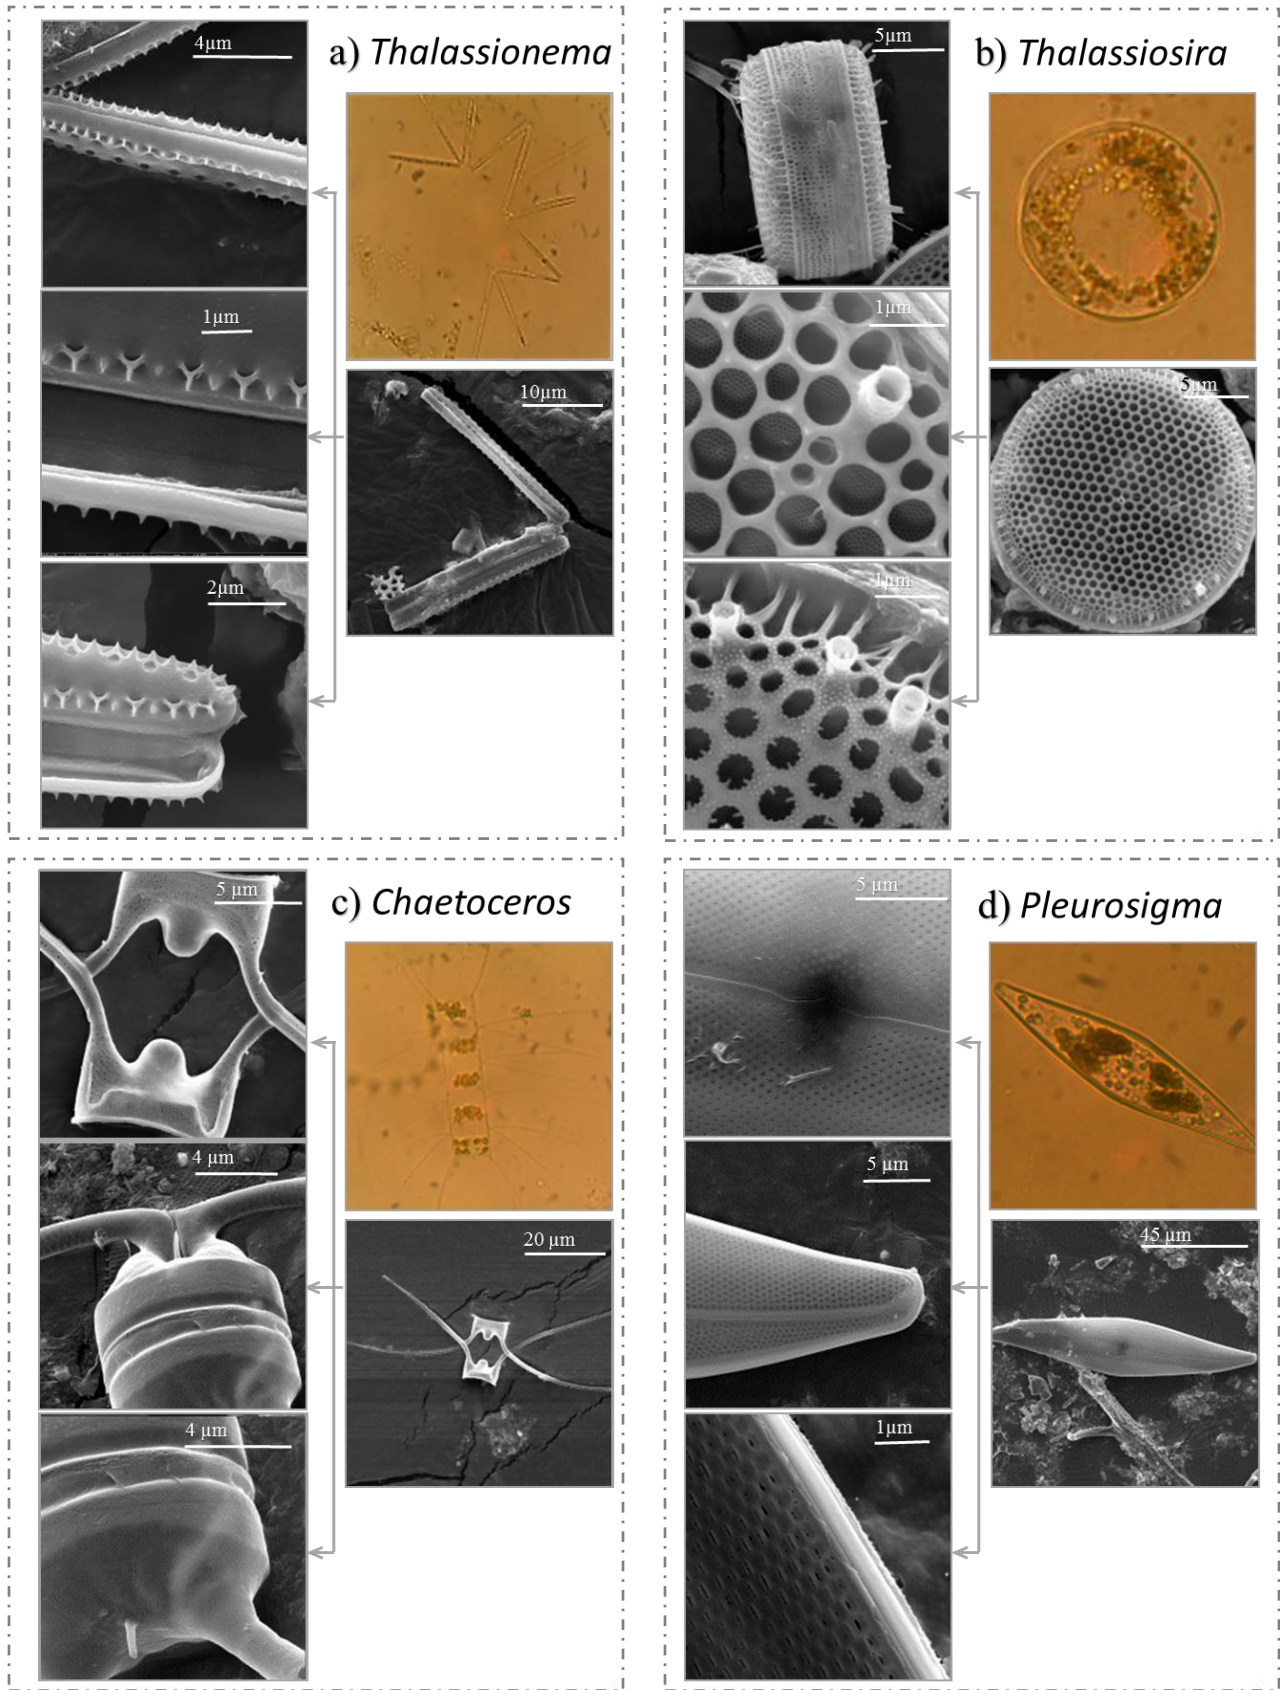 a) Thalassionema
4µm
1µm
10µm
2µm
b) Thalassiosira
5µm
1µm
5µm
1µm
c) Chaetoceros
5 µm
4 µm
20 µm
4 µm
d) Pleurosigma
5 µm
5 µm
45 µm
1µm